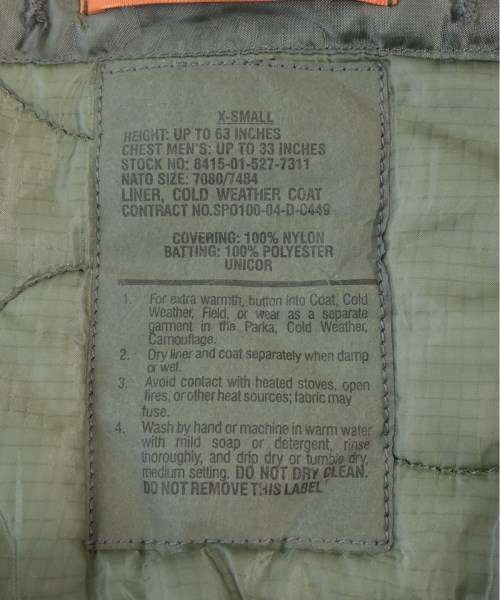 X-SMALL
HEIGHT: UP TO 63 INCHES
CHEST MEN'S: UP TO 33 INCHES
STOCK NO: 8415-01-527-7311
NATO SIZE: 7080/7484
LINER, COLD WEATHER COAT
CONTRACT NO.SPO100-04-D-0449
COVERING: 100% NYLON
BATTING: 100% POLYESTER
UNICOR
1. For extra warmth, button into Coat, Cold
Weather, Field, or wear as a separate
garment in the Parka, Cold Weather,
Camouflage.
2. Dry liner and coat separately when damp
or wet.
3. Avoid contact with heated stoves, open
fires, or other heat sources; fabric may
fuse.
4. Wash by hand or machine in warm water
with mild soap or detergent, rinse
thoroughly, and drip dry or tumble dry,
medium setting. DO NOT DRY CLEAN.
DO NOT REMOVE THIS LABEL